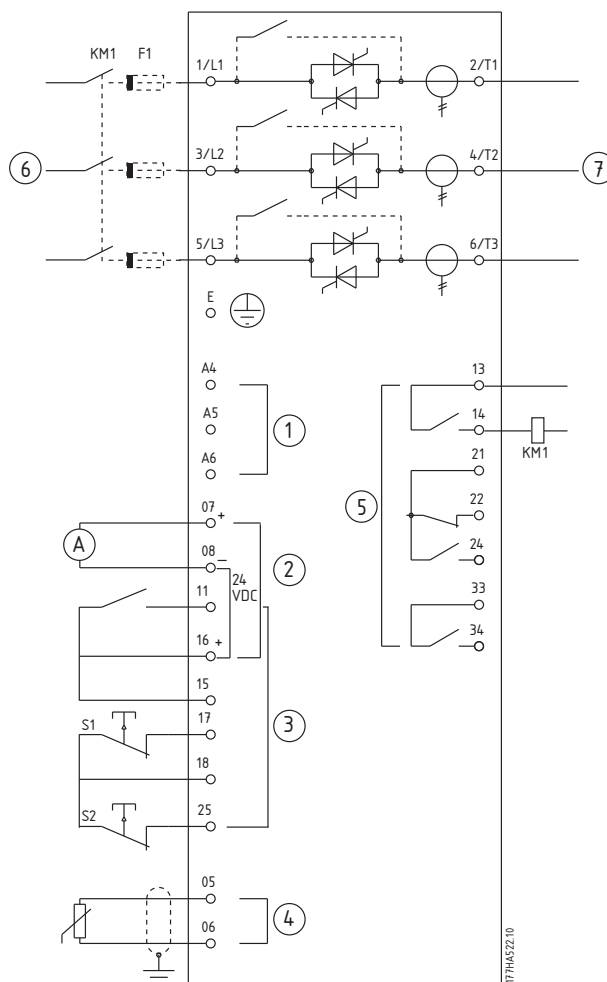 KM1 F1 1/L1 2/T1
6 3/L2 4/T2 7
5/L3 6/T3
E
A4 13
A5 1 14
KM1
A6 21
5 22
07 +
A 2 24
08 –
24
VDC
11 33
16 + 34
15
3
S1 17
18
S2 25
05
4
06
177HA522.10